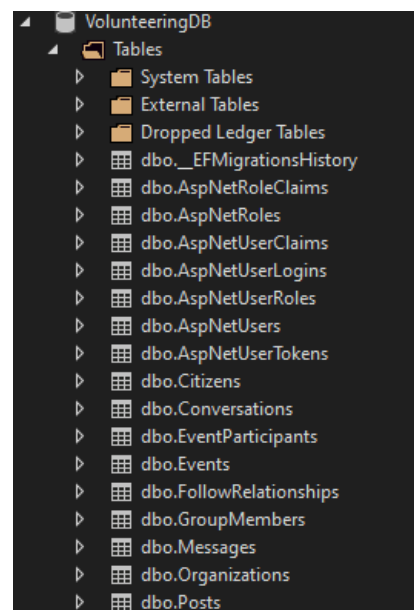 VolunteeringDB
Tables
System Tables
External Tables
Dropped Ledger Tables
dbo.__EFMigrationsHistory
dbo.AspNetRoleClaims
dbo.AspNetRoles
dbo.AspNetUserClaims
dbo.AspNetUserLogins
dbo.AspNetUserRoles
dbo.AspNetUsers
dbo.AspNetUserTokens
dbo.Citizens
dbo.Conversations
dbo.EventParticipants
dbo.Events
dbo.FollowRelationships
dbo.GroupMembers
dbo.Messages
dbo.Organizations
dbo.Posts